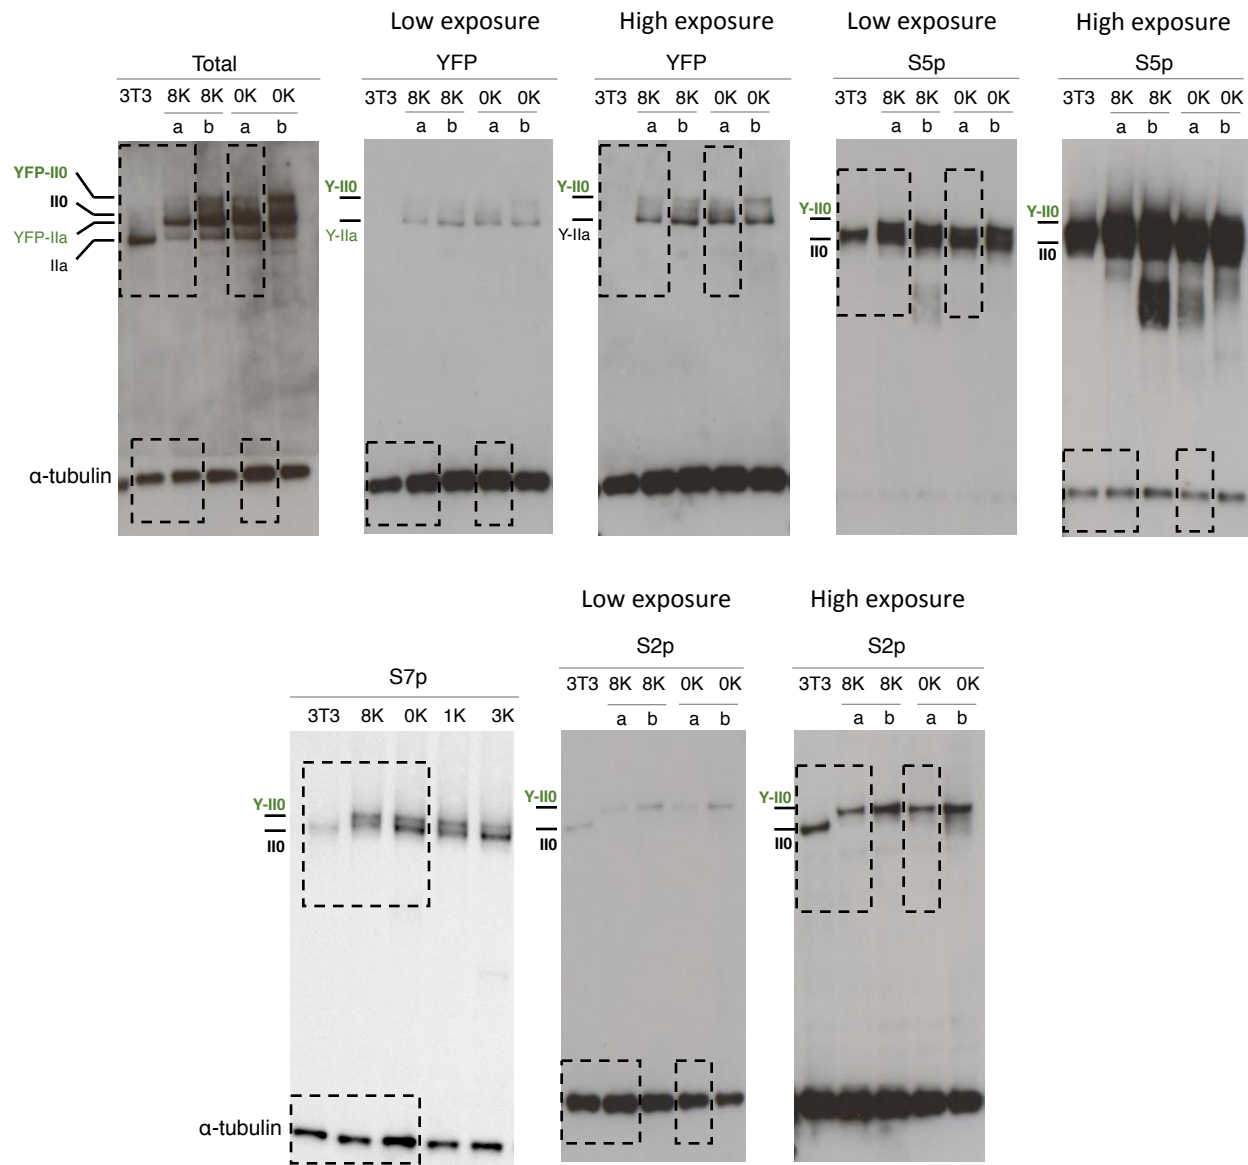 Low exposure High exposure Low exposure High exposure
Total YFP YFP S5p S5p
3T3 8K 8K 0K 0K 3T3 8K 8K 0K 0K 3T3 8K 8K 0K 0K 3T3 8K 8K 0K 0K 3T3 8K 8K 0K 0K
a b a b a b a b a b a b a b a b a b a b
YFP-II0
II0
YFP-IIa
IIa
Y-II0
Y-IIa
Y-II0
Y-IIa
Y-II0
II0
Y-II0
II0
α-tubulin
Low exposure High exposure
S7p S2p S2p
3T3 8K 0K 1K 3K 3T3 8K 8K 0K 0K 3T3 8K 8K 0K 0K
a b a b a b a b
Y-II0
II0
Y-II0
II0
Y-II0
II0
α-tubulin